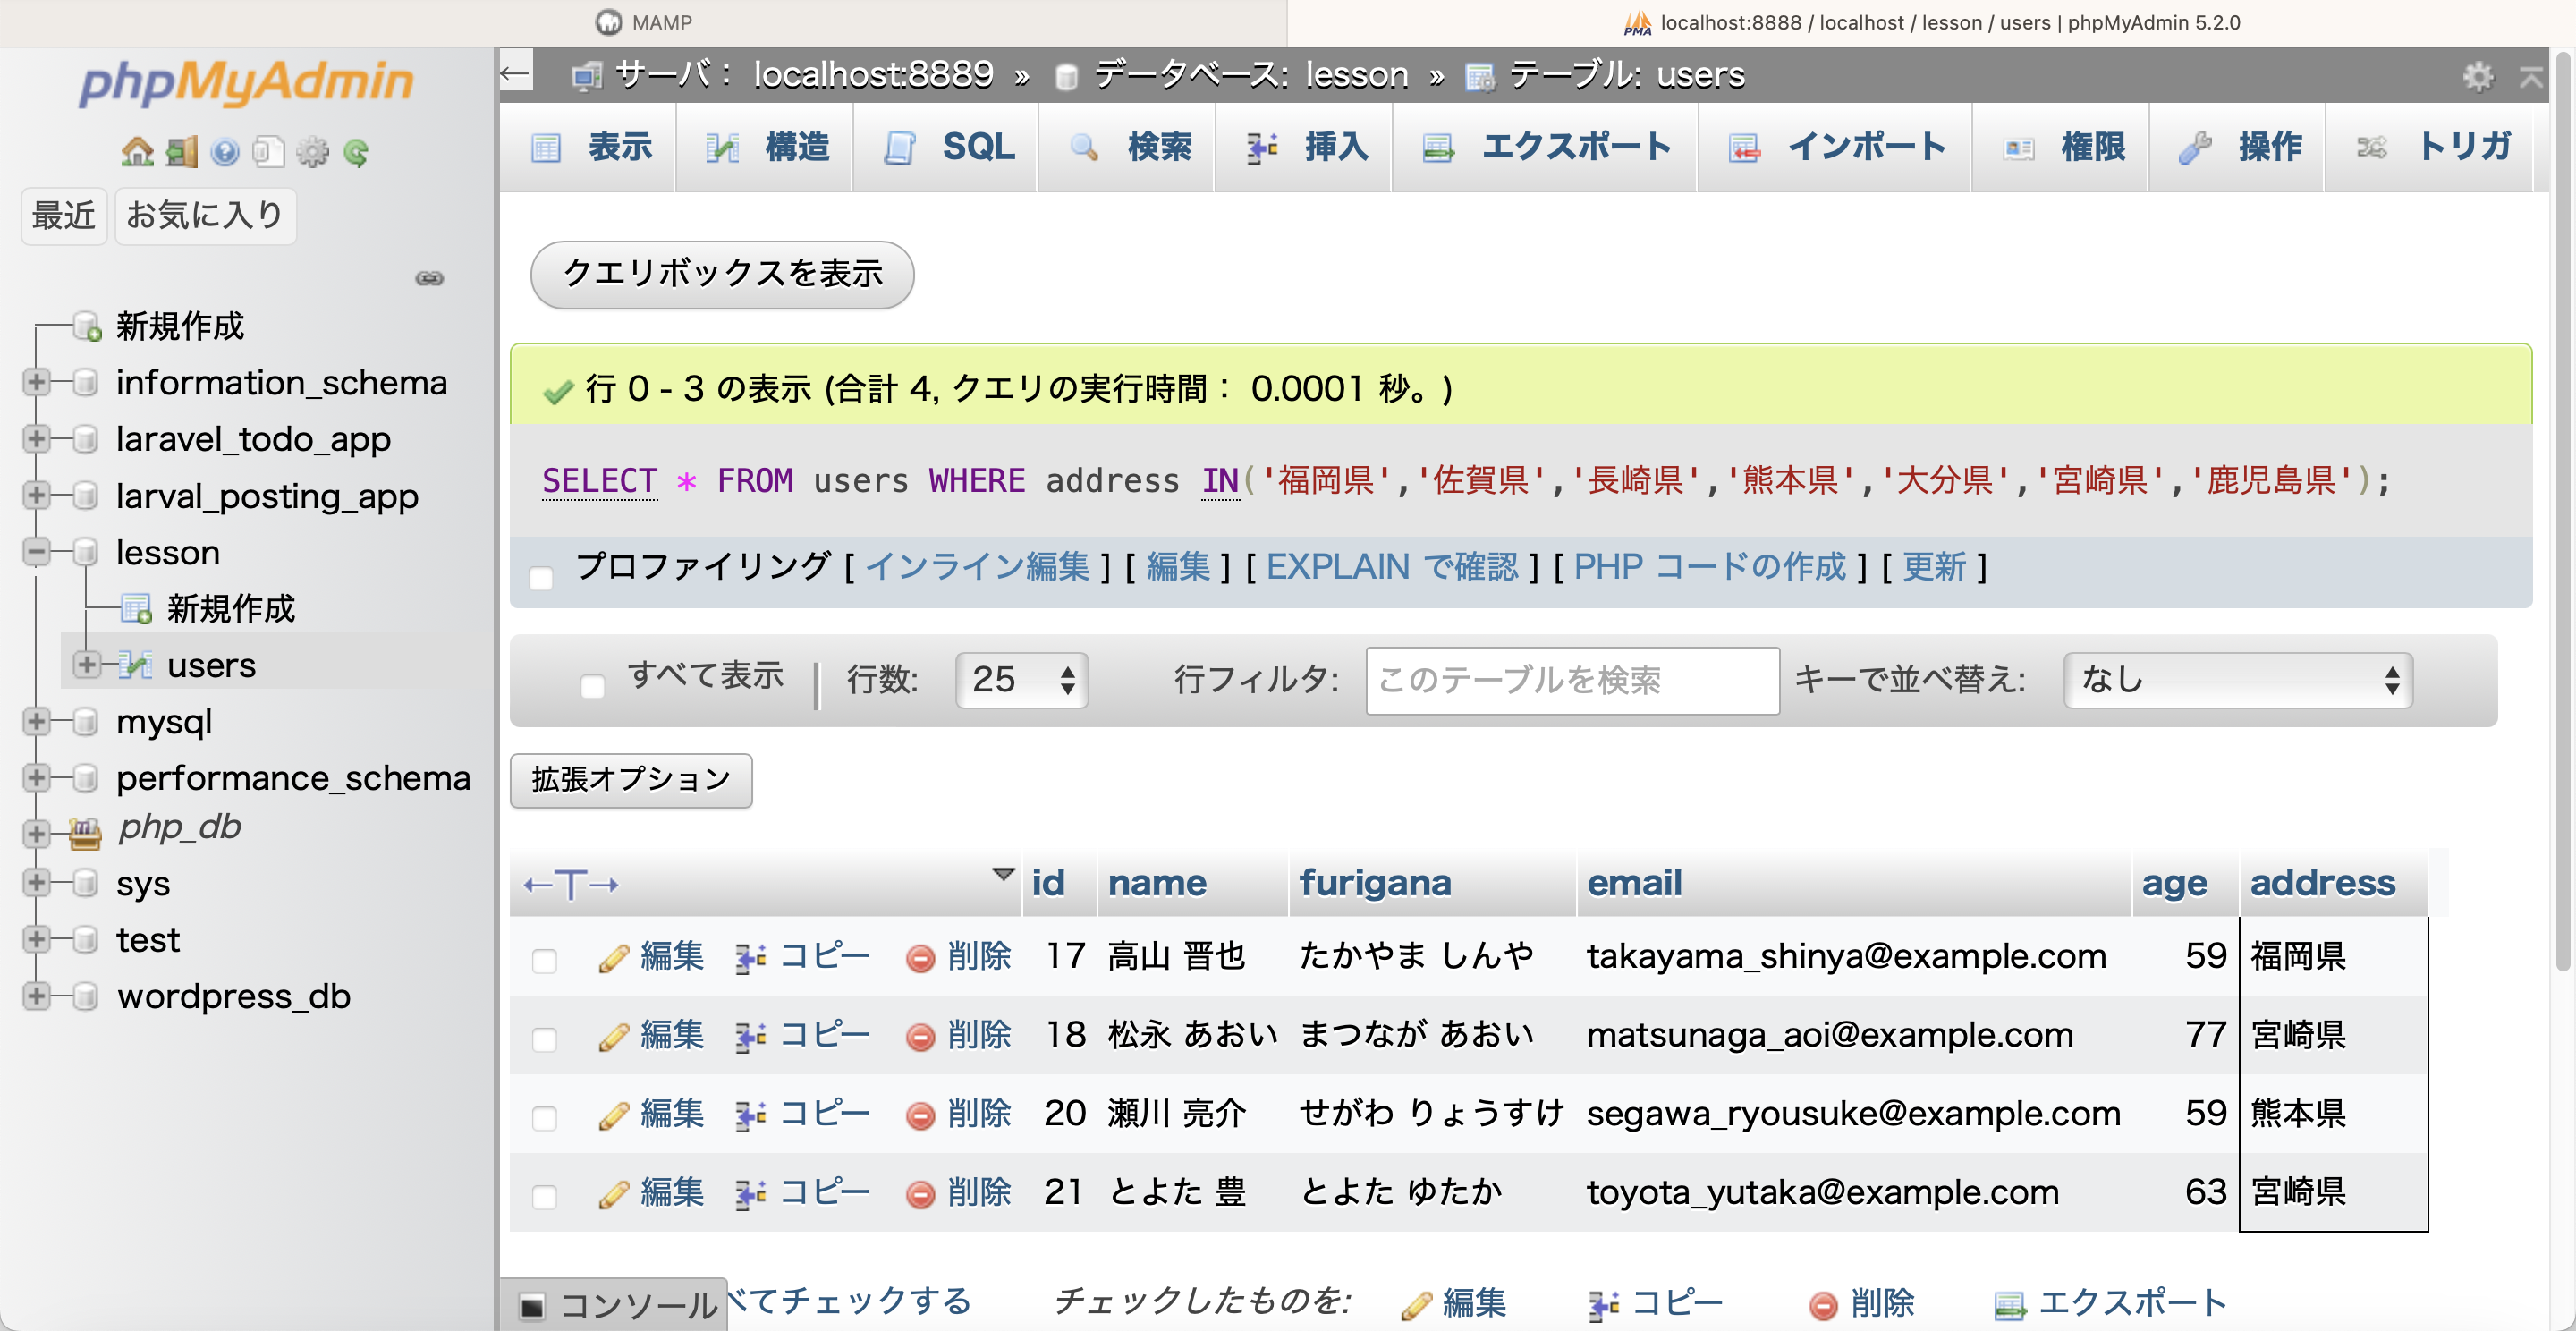 MAMP
localhost:8888 / localhost / lesson / users | phpMyAdmin 5.2.0
phpMyAdmin
最近 お気に入り
新規作成
information_schema
laravel_todo_app
larval_posting_app
lesson
新規作成
users
mysql
performance_schema
php_db
sys
test
wordpress_db
サーバ： localhost:8889 » データベース: lesson » テーブル: users
表示 構造 SQL 検索 挿入 エクスポート インポート 権限 操作 トリガ
クエリボックスを表示
行 0 - 3 の表示 (合計 4, クエリの実行時間： 0.0001 秒。)
SELECT * FROM users WHERE address IN('福岡県','佐賀県','長崎県','熊本県','大分県','宮崎県','鹿児島県');
プロファイリング [ インライン編集 ] [ 編集 ] [ EXPLAIN で確認 ] [ PHP コードの作成 ] [ 更新 ]
すべて表示 | 行数: 25 行フィルタ: このテーブルを検索 キーで並べ替え: なし
拡張オプション
←T→ id name furigana email age address
編集 コピー 削除 17 高山 晋也 たかやま しんや takayama_shinya@example.com 59 福岡県
編集 コピー 削除 18 松永 あおい まつなが あおい matsunaga_aoi@example.com 77 宮崎県
編集 コピー 削除 20 瀬川 亮介 せがわ りょうすけ segawa_ryousuke@example.com 59 熊本県
編集 コピー 削除 21 とよた 豊 とよた ゆたか toyota_yutaka@example.com 63 宮崎県
コンソール べてチェックする チェックしたものを: 編集 コピー 削除 エクスポート